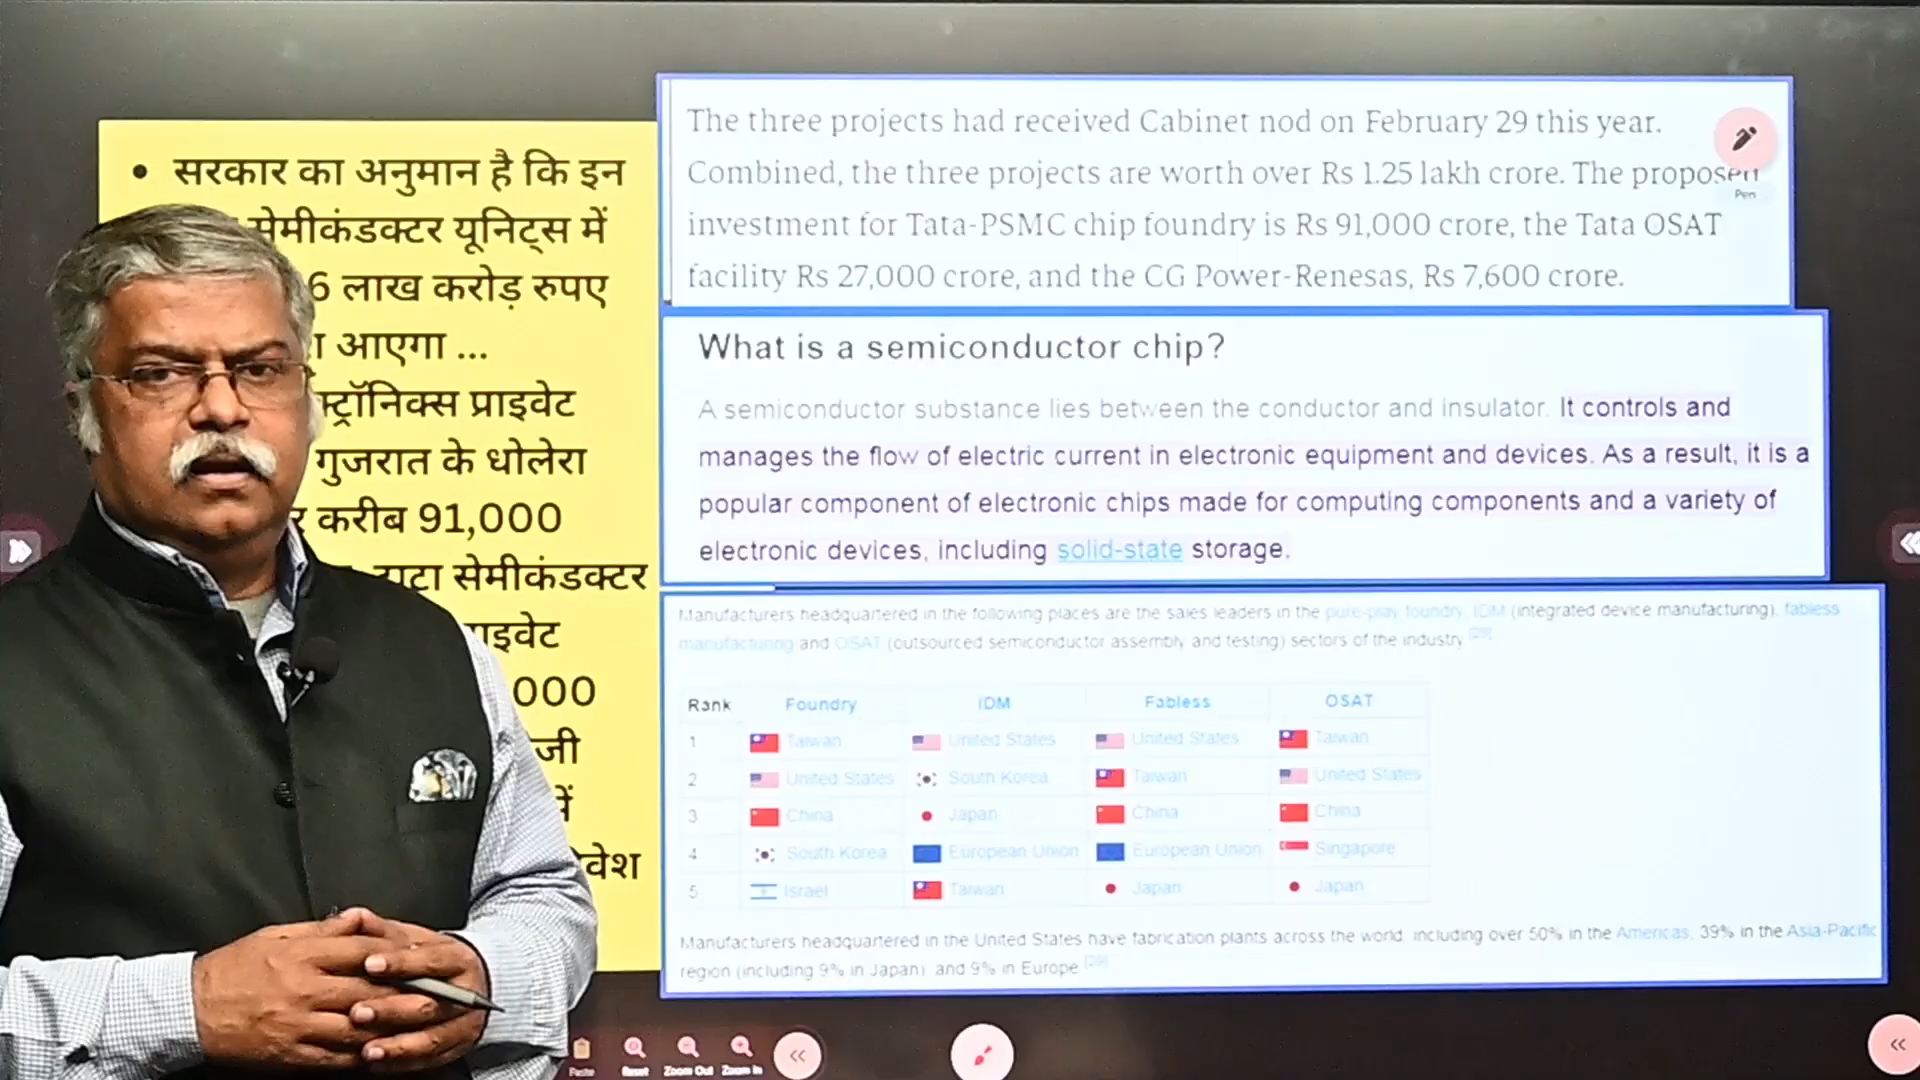 • सरकार का अनुमान है कि इन
सेमीकंडक्टर यूनिट्स में
6 लाख करोड़ रुपए
आएगा ...
प्राइवेट
गुजरात के धोलेरा
करीब 91,000
टाटा सेमीकंडक्टर
000
The three projects had received Cabinet nod on February 29 this year.
Combined, the three projects are worth over Rs 1.25 lakh crore. The proposed
investment for Tata-PSMC chip foundry is Rs 91,000 crore, the Tata OSAT
facility Rs 27,000 crore, and the CG Power-Renesas, Rs 7,600 crore.
Pen
What is a semiconductor chip?
A semiconductor substance lies between the conductor and insulator. It controls and
manages the flow of electric current in electronic equipment and devices. As a result, it is a
popular component of electronic chips made for computing components and a variety of
electronic devices, including solid-state storage.
Manufacturers headquartered in the following places are the sales leaders in the pure-play foundry, IDM (integrated device manufacturing), fabless
manufacturing and OSAT (outsourced semiconductor assembly and testing) sectors of the industry
Rank Foundry IDM Fabless OSAT
1 Taiwan United States United States Taiwan
2 United States South Korea Taiwan United States
3 China Japan China China
4 South Korea European Union European Union Singapore
5 Israel Taiwan Japan Japan
Manufacturers headquartered in the United States have fabrication plants across the world, including over 50% in the Americas, 39% in the Asia-Pacific
region (including 9% in Japan), and 9% in Europe
Paste Reset Zoom Out Zoom In